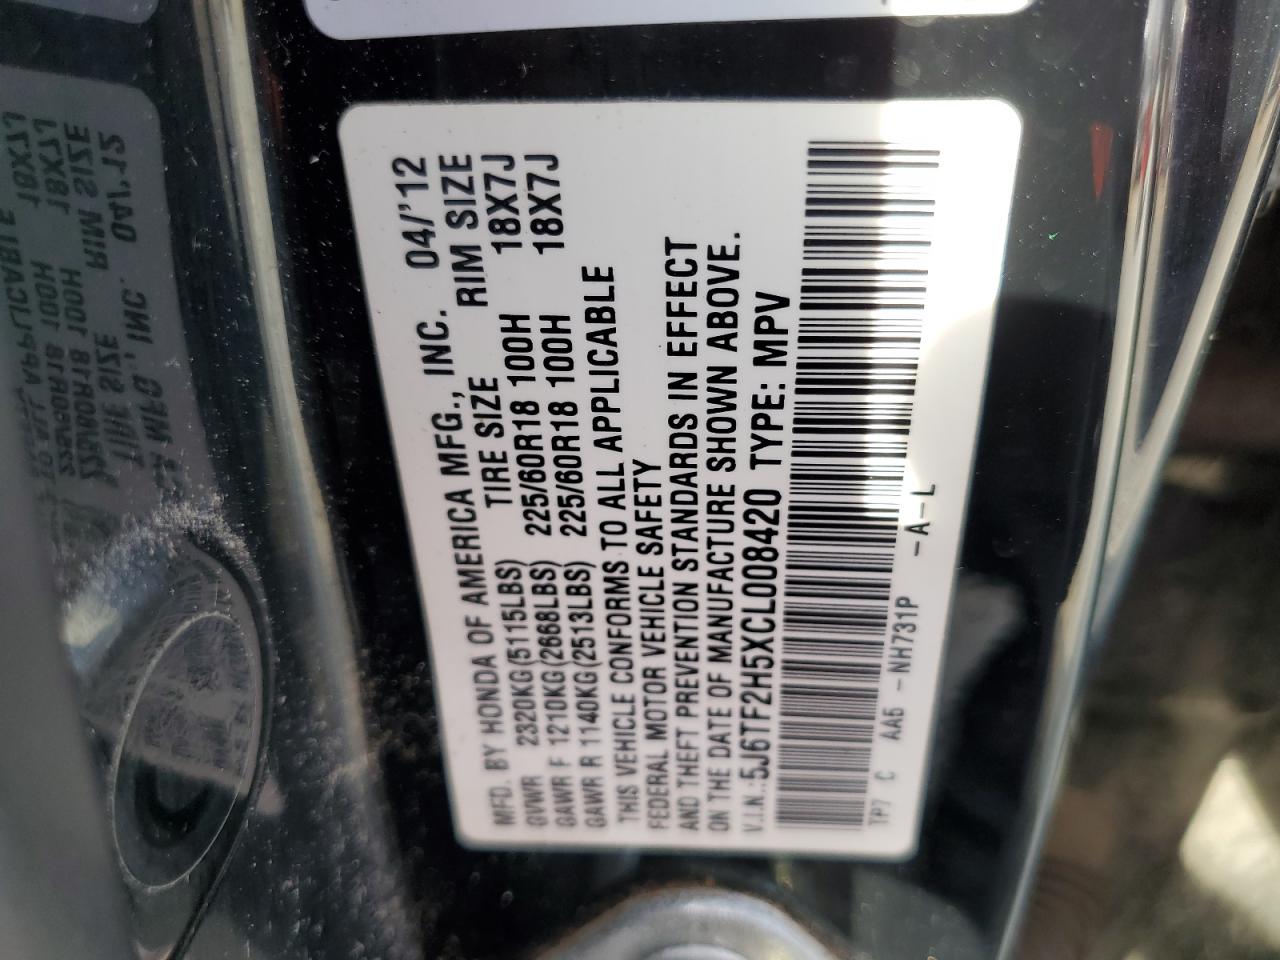 MFD. BY HONDA OF AMERICA MFG., INC. 04/'12
TIRE SIZE RIM SIZE
GVWR 2320KG(5115LBS)
GAWR F 1210KG(2668LBS) 225/60R18 100H 18X7J
GAWR R 1140KG(2513LBS) 225/60R18 100H 18X7J
THIS VEHICLE CONFORMS TO ALL APPLICABLE
FEDERAL MOTOR VEHICLE SAFETY
AND THEFT PREVENTION STANDARDS IN EFFECT
ON THE DATE OF MANUFACTURE SHOWN ABOVE.
V.I.N.:5J6TF2H5XCL008420 TYPE: MPV
TP7 C AA5 -NH731P -A-L